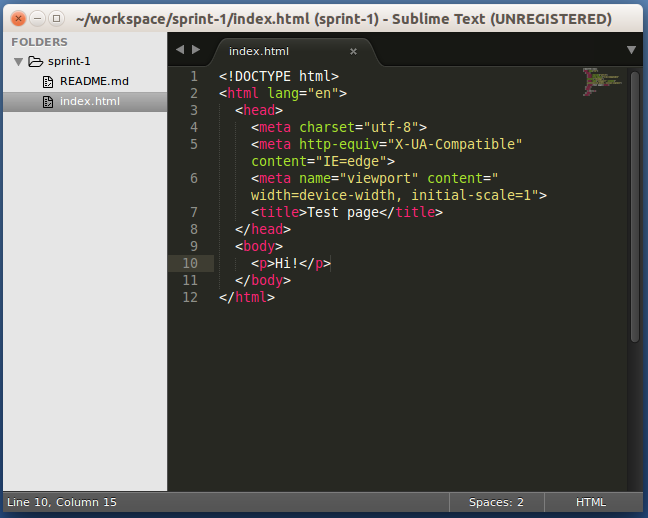 ~/workspace/sprint-1/index.html (sprint-1) - Sublime Text (UNREGISTERED)
FOLDERS
sprint-1
README.md
index.html
index.html
1 <!DOCTYPE html>
2 <html lang="en">
3 <head>
4 <meta charset="utf-8">
5 <meta http-equiv="X-UA-Compatible"
content="IE=edge">
6 <meta name="viewport" content="
width=device-width, initial-scale=1">
7 <title>Test page</title>
8 </head>
9 <body>
10 <p>Hi!</p>
11 </body>
12 </html>
Line 10, Column 15
Spaces: 2
HTML